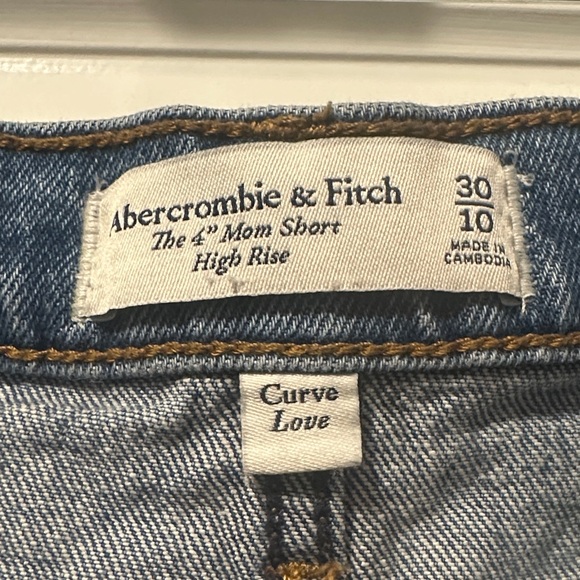 Abercrombie & Fitch
The 4" Mom Short
High Rise
30
10
MADE IN
CAMBODIA
Curve
Love